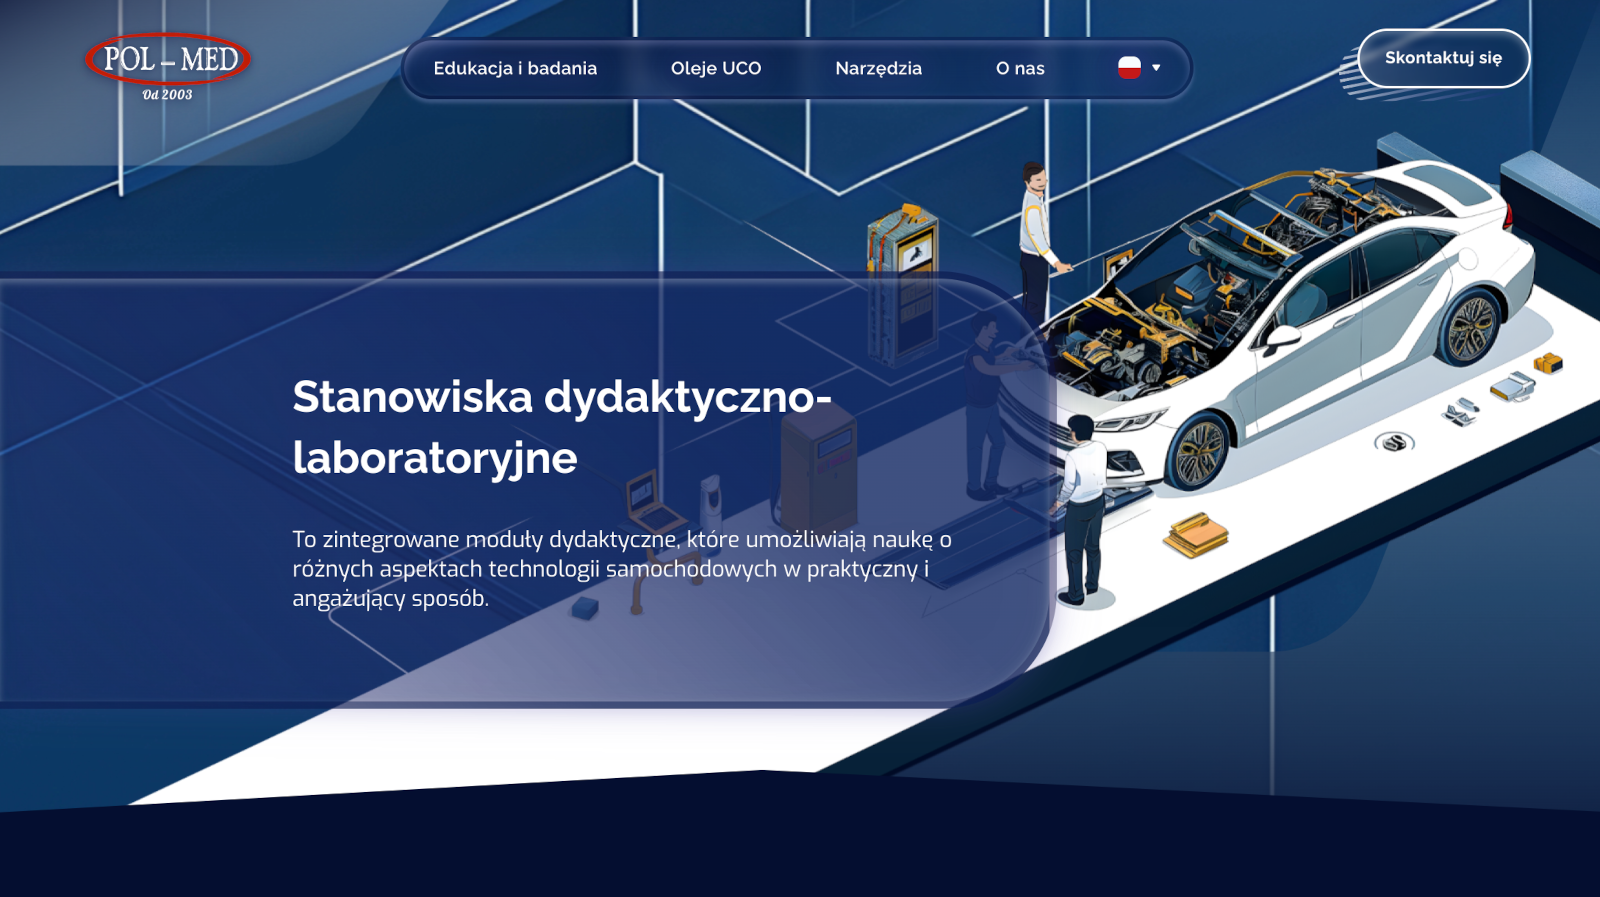 POL – MED
Od 2003
Edukacja i badania
Oleje UCO
Narzędzia
O nas
Skontaktuj się
Stanowiska dydaktyczno-
laboratoryjne
To zintegrowane moduły dydaktyczne, które umożliwiają naukę o
różnych aspektach technologii samochodowych w praktyczny i
angażujący sposób.